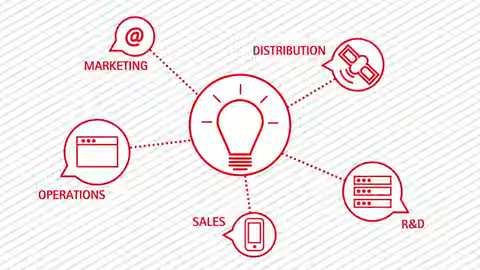 @
DISTRIBUTION
MARKETING
OPERATIONS
SALES
R&D